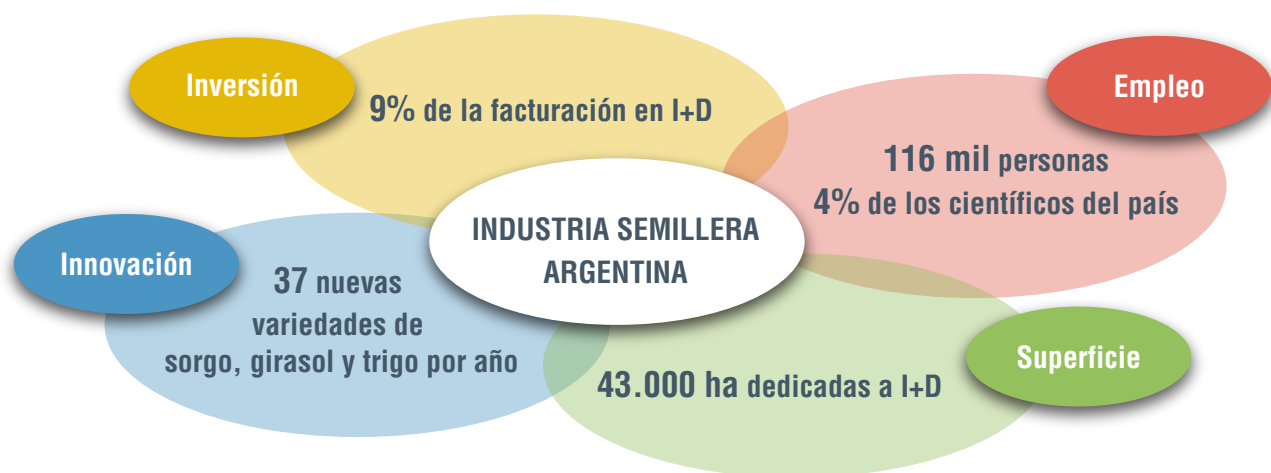 Inversión
9% de la facturación en I+D
Empleo
116 mil personas
4% de los científicos del país
INDUSTRIA SEMILLERA
ARGENTINA
Innovación
37 nuevas
variedades de
sorgo, girasol y trigo por año
Superficie
43.000 ha dedicadas a I+D